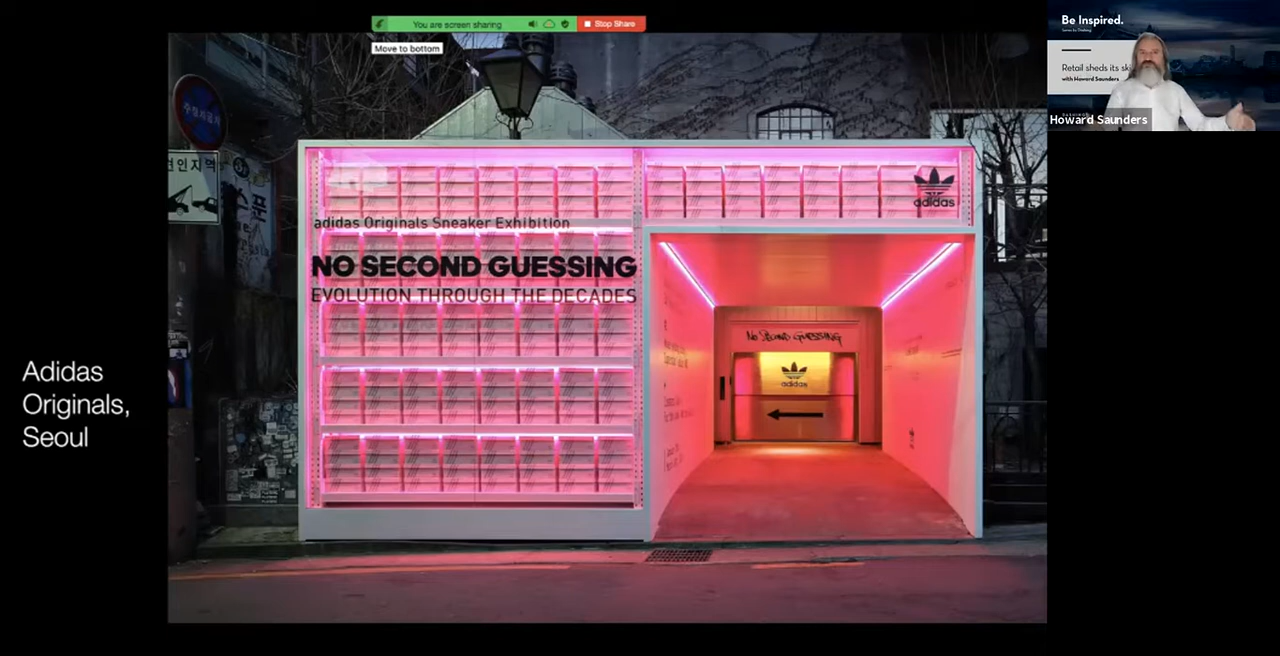 You are screen sharing
Stop Share
Move to bottom
Be Inspired.
Retail sheds its ski
with Howard Saunders
Howard Saunders
adidas
adidas Originals Sneaker Exhibition
NO SECOND GUESSING
EVOLUTION THROUGH THE DECADES
NO SECOND GUESSING
adidas
Adidas
Originals,
Seoul